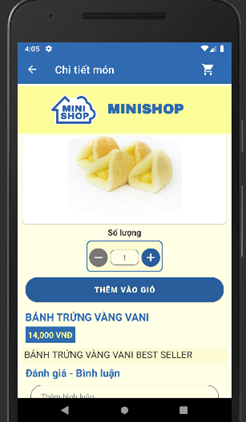 4:05
Chi tiết món
MINI
SHOP
MINISHOP
Số lượng
1
THÊM VÀO GIỎ
BÁNH TRỨNG VÀNG VANI
14,000 VNĐ
BÁNH TRỨNG VÀNG VANI BEST SELLER
Đánh giá - Bình luận
Thêm bình luận